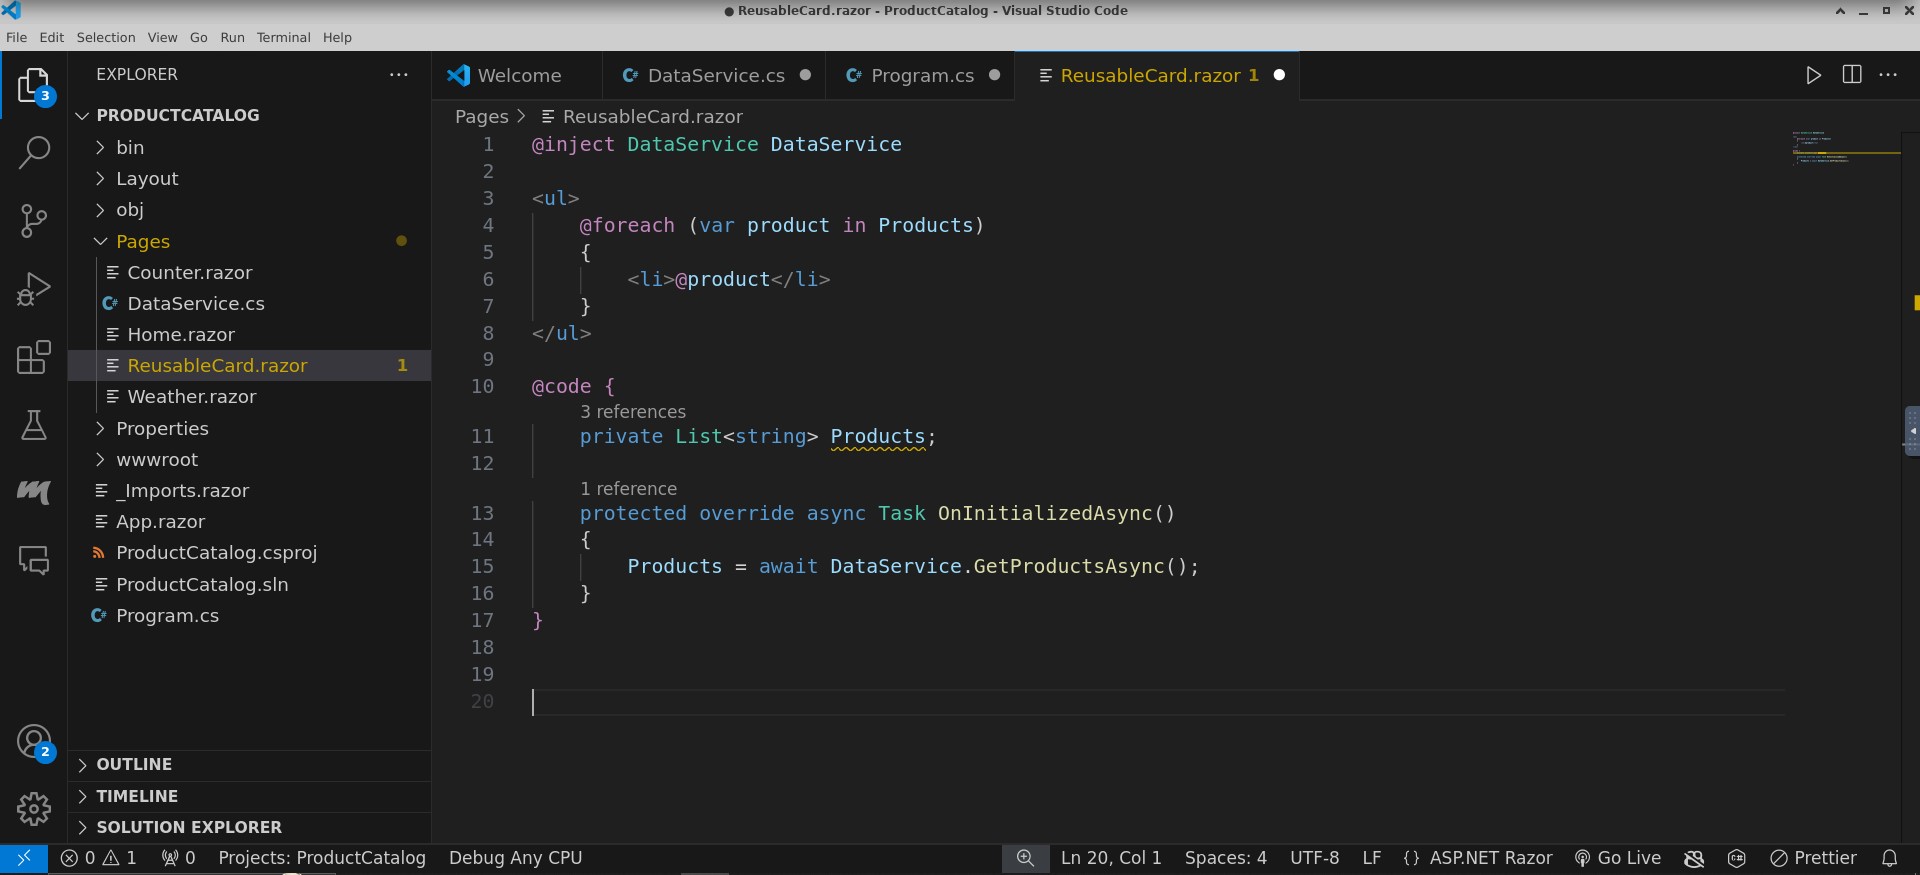 ● ReusableCard.razor - ProductCatalog - Visual Studio Code
File Edit Selection View Go Run Terminal Help
EXPLORER
Welcome
DataService.cs
Program.cs
ReusableCard.razor 1
3
PRODUCTCATALOG
bin
Layout
obj
Pages
Counter.razor
DataService.cs
Home.razor
ReusableCard.razor 1
Weather.razor
Properties
wwwroot
_Imports.razor
App.razor
ProductCatalog.csproj
ProductCatalog.sln
Program.cs
2
OUTLINE
TIMELINE
SOLUTION EXPLORER
Pages > ReusableCard.razor
1 @inject DataService DataService
2
3 <ul>
4     @foreach (var product in Products)
5     {
6         <li>@product</li>
7     }
8 </ul>
9
10 @code {
3 references
11     private List<string> Products;
12
1 reference
13     protected override async Task OnInitializedAsync()
14     {
15         Products = await DataService.GetProductsAsync();
16     }
17 }
18
19
20
0 1 0 Projects: ProductCatalog Debug Any CPU Ln 20, Col 1 Spaces: 4 UTF-8 LF {} ASP.NET Razor Go Live Prettier